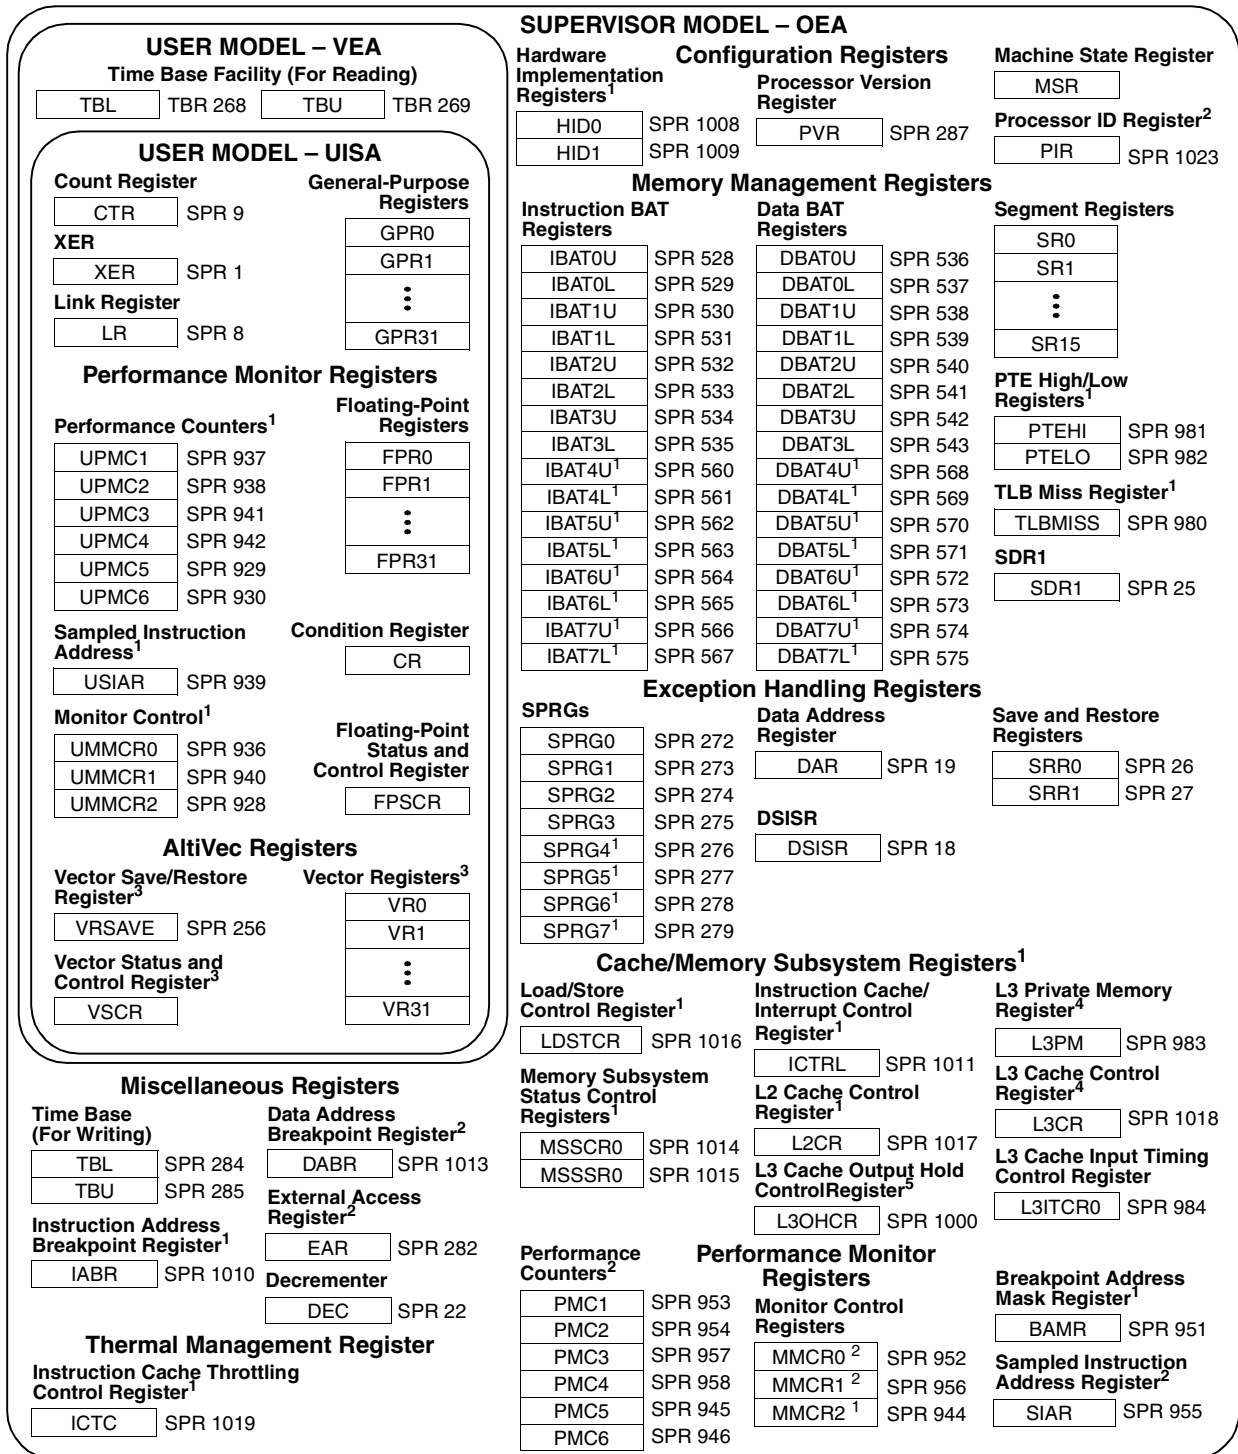 SUPERVISOR MODEL – OEA
USER MODEL – VEA
Time Base Facility (For Reading)
TBL TBR 268 TBU TBR 269
USER MODEL – UISA
Count Register
CTR SPR 9
XER
XER SPR 1
Link Register
LR SPR 8
General-Purpose
Registers
GPR0
GPR1
GPR31
Performance Monitor Registers
Performance Counters1
UPMC1 SPR 937
UPMC2 SPR 938
UPMC3 SPR 941
UPMC4 SPR 942
UPMC5 SPR 929
UPMC6 SPR 930
Floating-Point
Registers
FPR0
FPR1
FPR31
Sampled Instruction
Address1
USIAR SPR 939
Condition Register
CR
Monitor Control1
UMMCR0 SPR 936
UMMCR1 SPR 940
UMMCR2 SPR 928
Floating-Point
Status and
Control Register
FPSCR
AltiVec Registers
Vector Save/Restore
Register3
VRSAVE SPR 256
Vector Status and
Control Register3
VSCR
Vector Registers3
VR0
VR1
VR31
Miscellaneous Registers
Time Base
(For Writing)
TBL SPR 284
TBU SPR 285
Instruction Address
Breakpoint Register1
IABR SPR 1010
Data Address
Breakpoint Register2
DABR SPR 1013
External Access
Register2
EAR SPR 282
Decrementer
DEC SPR 22
Thermal Management Register
Instruction Cache Throttling
Control Register1
ICTC SPR 1019
Configuration Registers
Hardware
Implementation
Registers1
HID0 SPR 1008
HID1 SPR 1009
Processor Version
Register
PVR SPR 287
Machine State Register
MSR
Processor ID Register2
PIR SPR 1023
Memory Management Registers
Instruction BAT
Registers
IBAT0U SPR 528
IBAT0L SPR 529
IBAT1U SPR 530
IBAT1L SPR 531
IBAT2U SPR 532
IBAT2L SPR 533
IBAT3U SPR 534
IBAT3L SPR 535
IBAT4U1 SPR 560
IBAT4L1 SPR 561
IBAT5U1 SPR 562
IBAT5L1 SPR 563
IBAT6U1 SPR 564
IBAT6L1 SPR 565
IBAT7U1 SPR 566
IBAT7L1 SPR 567
Data BAT
Registers
DBAT0U SPR 536
DBAT0L SPR 537
DBAT1U SPR 538
DBAT1L SPR 539
DBAT2U SPR 540
DBAT2L SPR 541
DBAT3U SPR 542
DBAT3L SPR 543
DBAT4U1 SPR 568
DBAT4L1 SPR 569
DBAT5U1 SPR 570
DBAT5L1 SPR 571
DBAT6U1 SPR 572
DBAT6L1 SPR 573
DBAT7U1 SPR 574
DBAT7L1 SPR 575
Segment Registers
SR0
SR1
SR15
PTE High/Low
Registers1
PTEHI SPR 981
PTELO SPR 982
TLB Miss Register1
TLBMISS SPR 980
SDR1
SDR1 SPR 25
Exception Handling Registers
SPRGs
SPRG0 SPR 272
SPRG1 SPR 273
SPRG2 SPR 274
SPRG3 SPR 275
SPRG41 SPR 276
SPRG51 SPR 277
SPRG61 SPR 278
SPRG71 SPR 279
Data Address
Register
DAR SPR 19
DSISR
DSISR SPR 18
Save and Restore
Registers
SRR0 SPR 26
SRR1 SPR 27
Cache/Memory Subsystem Registers1
Load/Store
Control Register1
LDSTCR SPR 1016
Memory Subsystem
Status Control
Registers1
MSSCR0 SPR 1014
MSSSR0 SPR 1015
Instruction Cache/
Interrupt Control
Register1
ICTRL SPR 1011
L2 Cache Control
Register1
L2CR SPR 1017
L3 Cache Output Hold
ControlRegister5
L3OHCR SPR 1000
L3 Private Memory
Register4
L3PM SPR 983
L3 Cache Control
Register4
L3CR SPR 1018
L3 Cache Input Timing
Control Register
L3ITCR0 SPR 984
Performance Monitor
Registers
Performance
Counters2
PMC1 SPR 953
PMC2 SPR 954
PMC3 SPR 957
PMC4 SPR 958
PMC5 SPR 945
PMC6 SPR 946
Monitor Control
Registers
MMCR0 2 SPR 952
MMCR1 2 SPR 956
MMCR2 1 SPR 944
Breakpoint Address
Mask Register1
BAMR SPR 951
Sampled Instruction
Address Register2
SIAR SPR 955